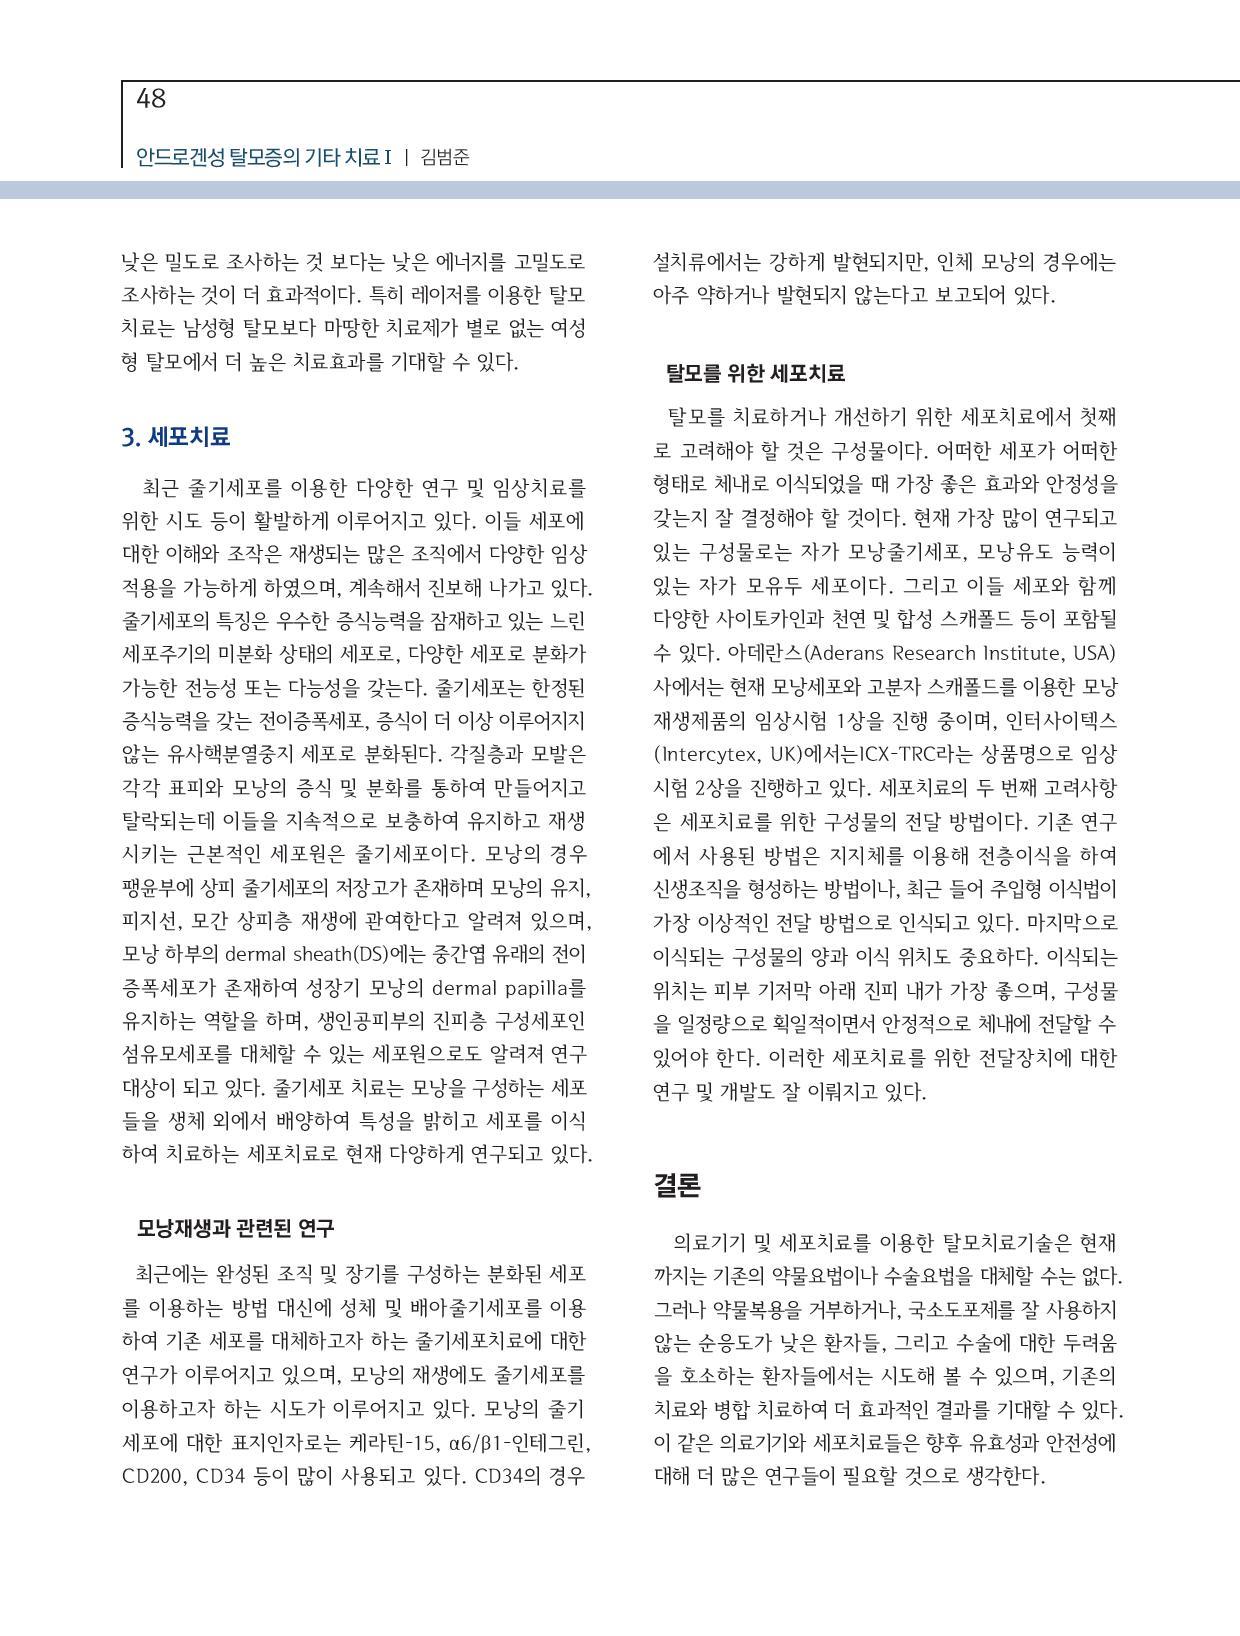 48
안드로겐성 탈모증의 기타 치료 I | 김범준
낮은 밀도로 조사하는 것 보다는 낮은 에너지를 고밀도로
조사하는 것이 더 효과적이다. 특히 레이저를 이용한 탈모
치료는 남성형 탈모보다 마땅한 치료제가 별로 없는 여성
형 탈모에서 더 높은 치료효과를 기대할 수 있다.
3. 세포치료
최근 줄기세포를 이용한 다양한 연구 및 임상치료를
위한 시도 등이 활발하게 이루어지고 있다. 이들 세포에
대한 이해와 조작은 재생되는 많은 조직에서 다양한 임상
적용을 가능하게 하였으며, 계속해서 진보해 나가고 있다.
줄기세포의 특징은 우수한 증식능력을 잠재하고 있는 느린
세포주기의 미분화 상태의 세포로, 다양한 세포로 분화가
가능한 전능성 또는 다능성을 갖는다. 줄기세포는 한정된
증식능력을 갖는 전이증폭세포, 증식이 더 이상 이루어지지
않는 유사핵분열중지 세포로 분화된다. 각질층과 모발은
각각 표피와 모낭의 증식 및 분화를 통하여 만들어지고
탈락되는데 이들을 지속적으로 보충하여 유지하고 재생
시키는 근본적인 세포원은 줄기세포이다. 모낭의 경우
팽윤부에 상피 줄기세포의 저장고가 존재하며 모낭의 유지,
피지선, 모간 상피층 재생에 관여한다고 알려져 있으며,
모낭 하부의 dermal sheath(DS)에는 중간엽 유래의 전이
증폭세포가 존재하여 성장기 모낭의 dermal papilla를
유지하는 역할을 하며, 생인공피부의 진피층 구성세포인
섬유모세포를 대체할 수 있는 세포원으로도 알려져 연구
대상이 되고 있다. 줄기세포 치료는 모낭을 구성하는 세포
들을 생체 외에서 배양하여 특성을 밝히고 세포를 이식
하여 치료하는 세포치료로 현재 다양하게 연구되고 있다.
모낭재생과 관련된 연구
최근에는 완성된 조직 및 장기를 구성하는 분화된 세포
를 이용하는 방법 대신에 성체 및 배아줄기세포를 이용
하여 기존 세포를 대체하고자 하는 줄기세포치료에 대한
연구가 이루어지고 있으며, 모낭의 재생에도 줄기세포를
이용하고자 하는 시도가 이루어지고 있다. 모낭의 줄기
세포에 대한 표지인자로는 케라틴-15, α6/β1-인테그린,
CD200, CD34 등이 많이 사용되고 있다. CD34의 경우
설치류에서는 강하게 발현되지만, 인체 모낭의 경우에는
아주 약하거나 발현되지 않는다고 보고되어 있다.
탈모를 위한 세포치료
탈모를 치료하거나 개선하기 위한 세포치료에서 첫째
로 고려해야 할 것은 구성물이다. 어떠한 세포가 어떠한
형태로 체내로 이식되었을 때 가장 좋은 효과와 안정성을
갖는지 잘 결정해야 할 것이다. 현재 가장 많이 연구되고
있는 구성물로는 자가 모낭줄기세포, 모낭유도 능력이
있는 자가 모유두 세포이다. 그리고 이들 세포와 함께
다양한 사이토카인과 천연 및 합성 스캐폴드 등이 포함될
수 있다. 아데란스(Aderans Research Institute, USA)
사에서는 현재 모낭세포와 고분자 스캐폴드를 이용한 모낭
재생제품의 임상시험 1상을 진행 중이며, 인터사이텍스
(Intercytex, UK)에서는ICX-TRC라는 상품명으로 임상
시험 2상을 진행하고 있다. 세포치료의 두 번째 고려사항
은 세포치료를 위한 구성물의 전달 방법이다. 기존 연구
에서 사용된 방법은 지지체를 이용해 전층이식을 하여
신생조직을 형성하는 방법이나, 최근 들어 주입형 이식법이
가장 이상적인 전달 방법으로 인식되고 있다. 마지막으로
이식되는 구성물의 양과 이식 위치도 중요하다. 이식되는
위치는 피부 기저막 아래 진피 내가 가장 좋으며, 구성물
을 일정량으로 획일적이면서 안정적으로 체내에 전달할 수
있어야 한다. 이러한 세포치료를 위한 전달장치에 대한
연구 및 개발도 잘 이뤄지고 있다.
결론
의료기기 및 세포치료를 이용한 탈모치료기술은 현재
까지는 기존의 약물요법이나 수술요법을 대체할 수는 없다.
그러나 약물복용을 거부하거나, 국소도포제를 잘 사용하지
않는 순응도가 낮은 환자들, 그리고 수술에 대한 두려움
을 호소하는 환자들에서는 시도해 볼 수 있으며, 기존의
치료와 병합 치료하여 더 효과적인 결과를 기대할 수 있다.
이 같은 의료기기와 세포치료들은 향후 유효성과 안전성에
대해 더 많은 연구들이 필요할 것으로 생각한다.